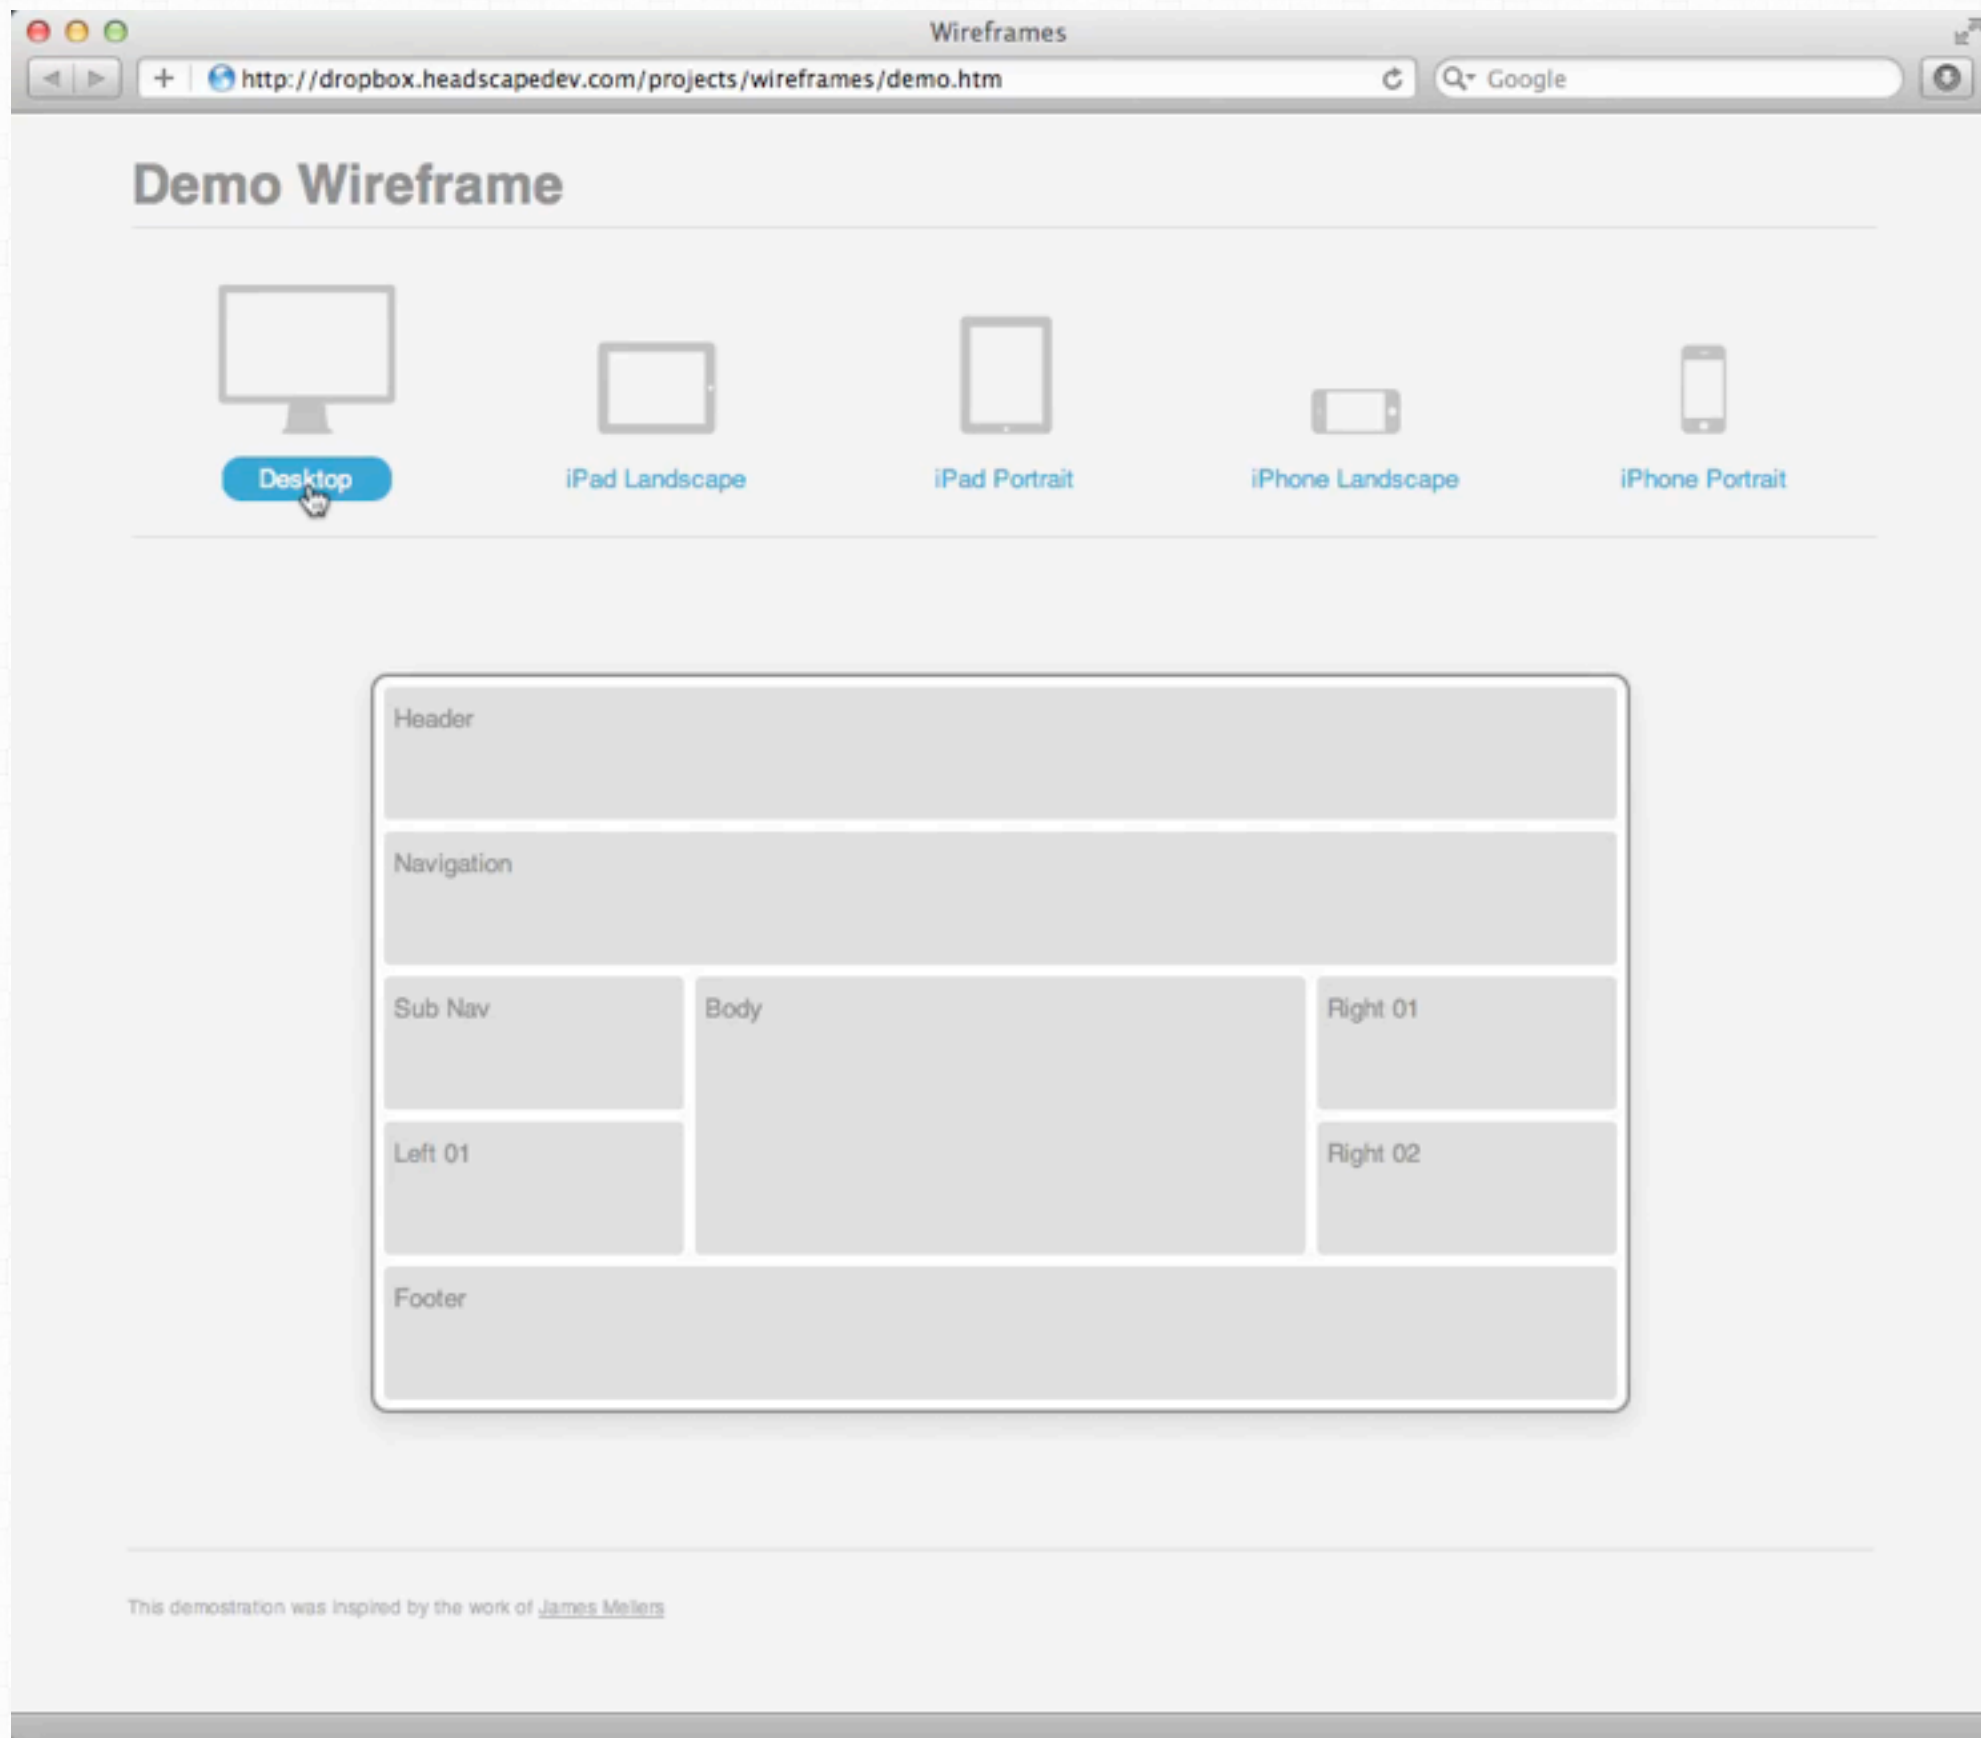 Wireframes
http://dropbox.headscapedev.com/projects/wireframes/demo.htm
Google
Demo Wireframe
Desktop
iPad Landscape
iPad Portrait
iPhone Landscape
iPhone Portrait
Header
Navigation
Sub Nav
Body
Right 01
Left 01
Right 02
Footer
This demostration was inspired by the work of James Mellers